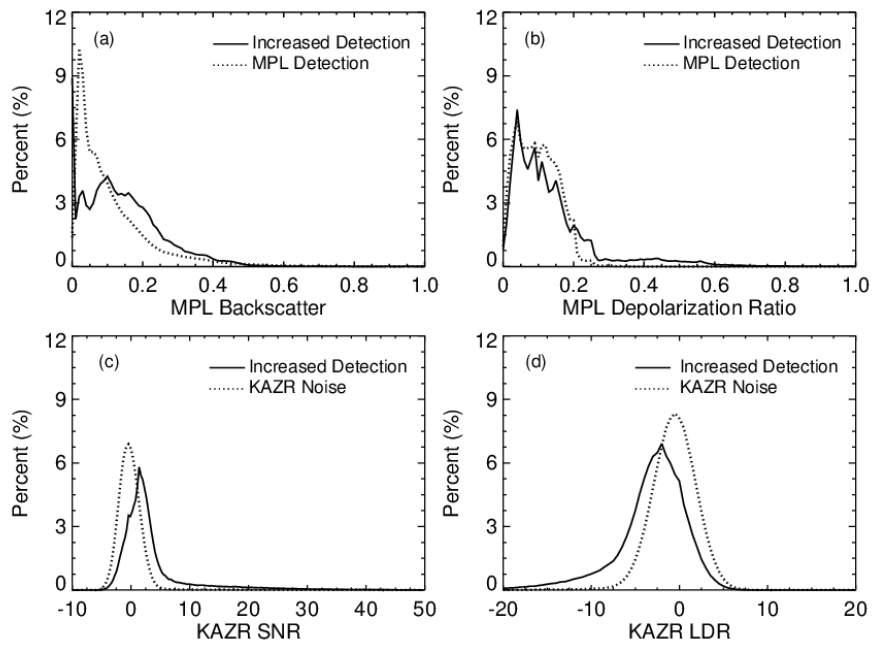 12
(a)
Increased Detection
MPL Detection
9
6
3
0
Percent (%)
0 0.2 0.4 0.6 0.8 1.0
MPL Backscatter
12
(b)
Increased Detection
MPL Detection
9
6
3
0
Percent (%)
0 0.2 0.4 0.6 0.8 1.0
MPL Depolarization Ratio
12
(c)
Increased Detection
KAZR Noise
9
6
3
0
Percent (%)
-10 0 10 20 30 40 50
KAZR SNR
12
(d)
Increased Detection
KAZR Noise
9
6
3
0
Percent (%)
-20 -10 0 10 20
KAZR LDR